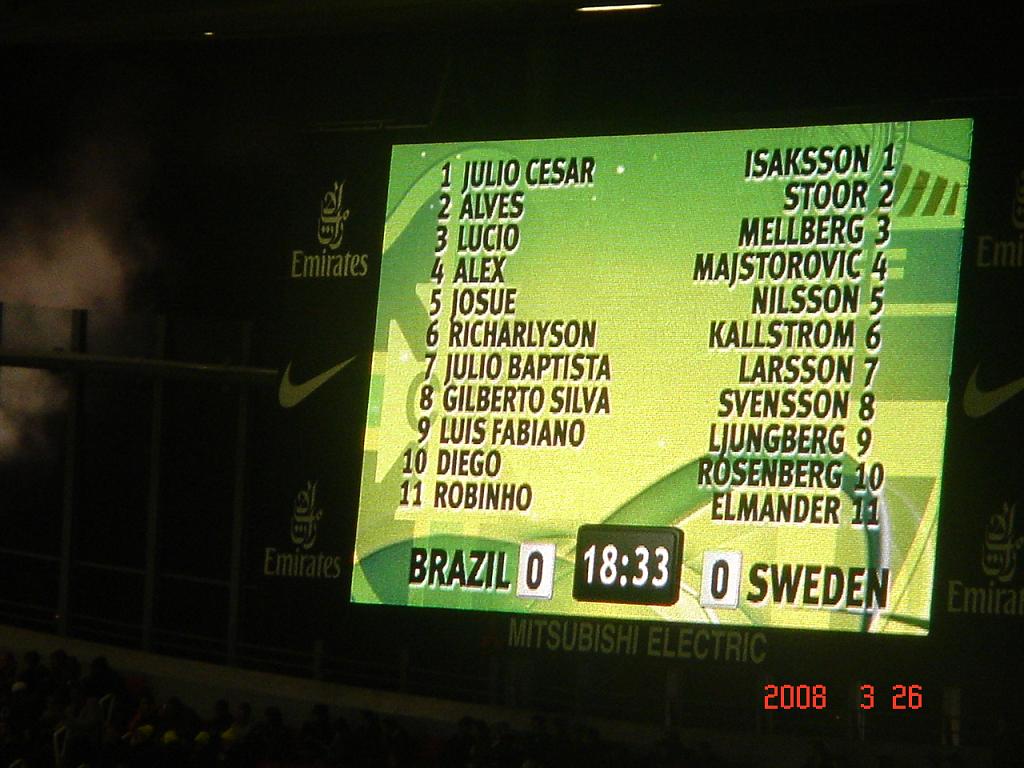 1 JULIO CESAR ISAKSSON 1
2 ALVES STOOR 2
3 LUCIO MELLBERG 3
4 ALEX MAJSTOROVIC 4
5 JOSUE NILSSON 5
6 RICHARLYSON KALLSTROM 6
7 JULIO BAPTISTA LARSSON 7
8 GILBERTO SILVA SVENSSON 8
9 LUIS FABIANO LJUNGBERG 9
10 DIEGO ROSENBERG 10
11 ROBINHO ELMANDER 11
BRAZIL 0 18:33 0 SWEDEN
Emirates
Emirates
MITSUBISHI ELECTRIC
2008 3 26